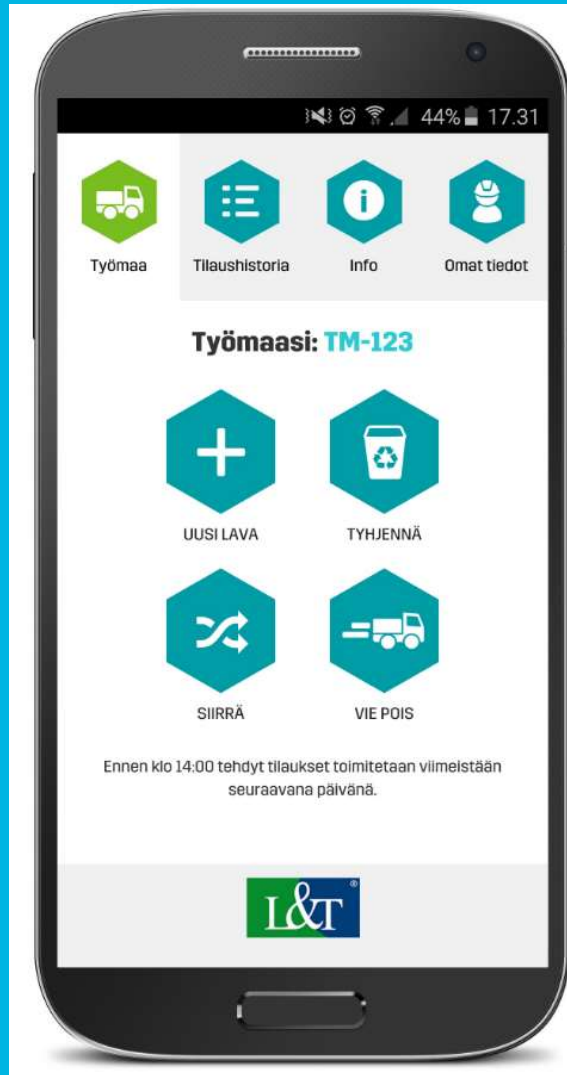 44% 17.31
Työmaa Tilaushistoria Info Omat tiedot
Työmaasi: TM-123
UUSI LAVA TYHJENNÄ
SIIRRÄ VIE POIS
Ennen klo 14:00 tehdyt tilaukset toimitetaan viimeistään
seuraavana päivänä.
L&T®